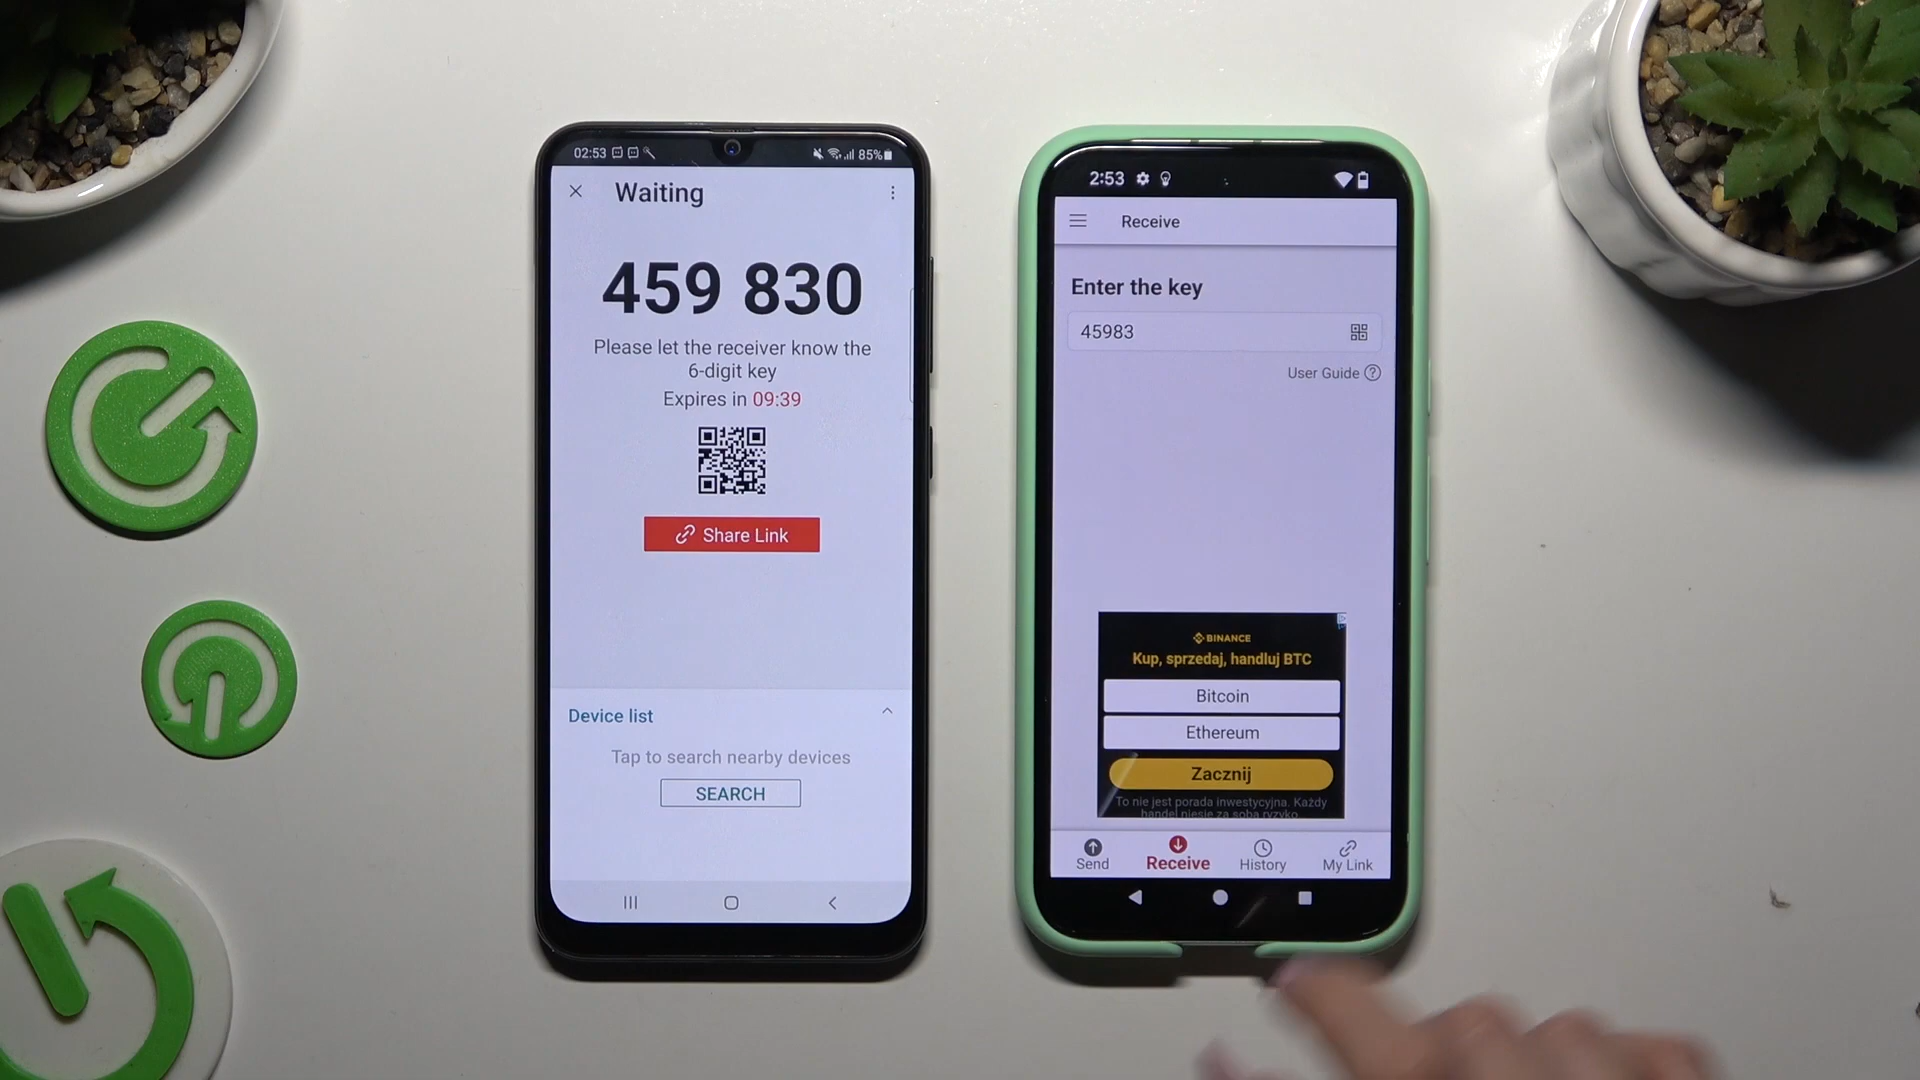 02:53
85%
Waiting
459 830
Please let the receiver know the
6-digit key
Expires in 09:39
Share Link
Device list
Tap to search nearby devices
SEARCH
2:53
Receive
Enter the key
45983
User Guide ?
BINANCE
Kup, sprzedaj, handluj BTC
Bitcoin
Ethereum
Zacznij
To nie jest porada inwestycyjna. Każdy
handel niesie za sobą ryzyko.
Send
Receive
History
My Link